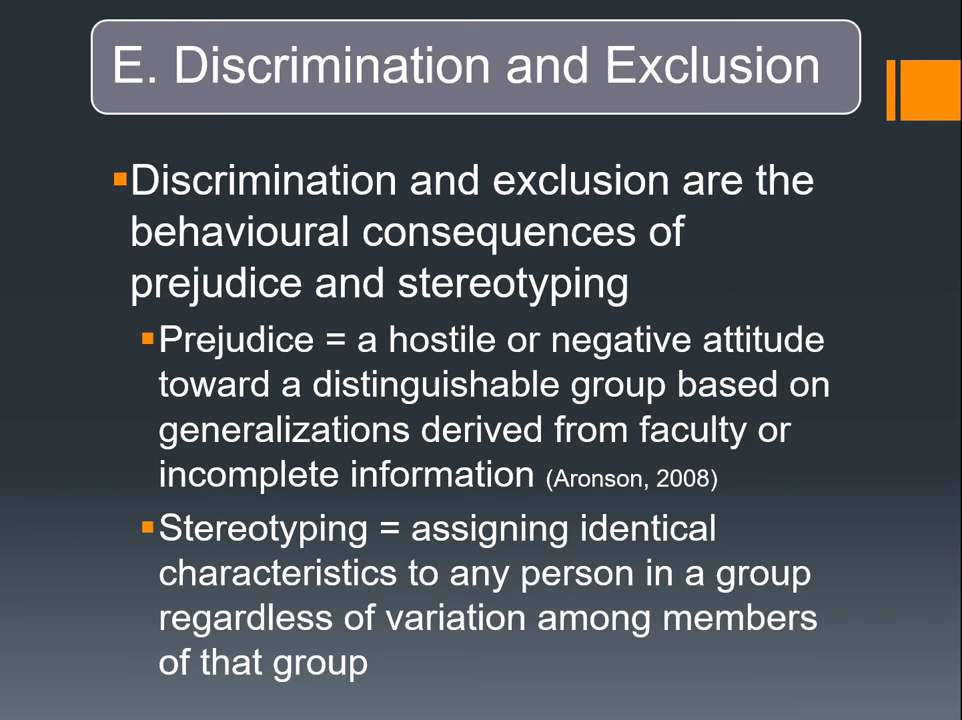 E. Discrimination and Exclusion
Discrimination and exclusion are the
behavioural consequences of
prejudice and stereotyping
Prejudice = a hostile or negative attitude
toward a distinguishable group based on
generalizations derived from faculty or
incomplete information (Aronson, 2008)
Stereotyping = assigning identical
characteristics to any person in a group
regardless of variation among members
of that group